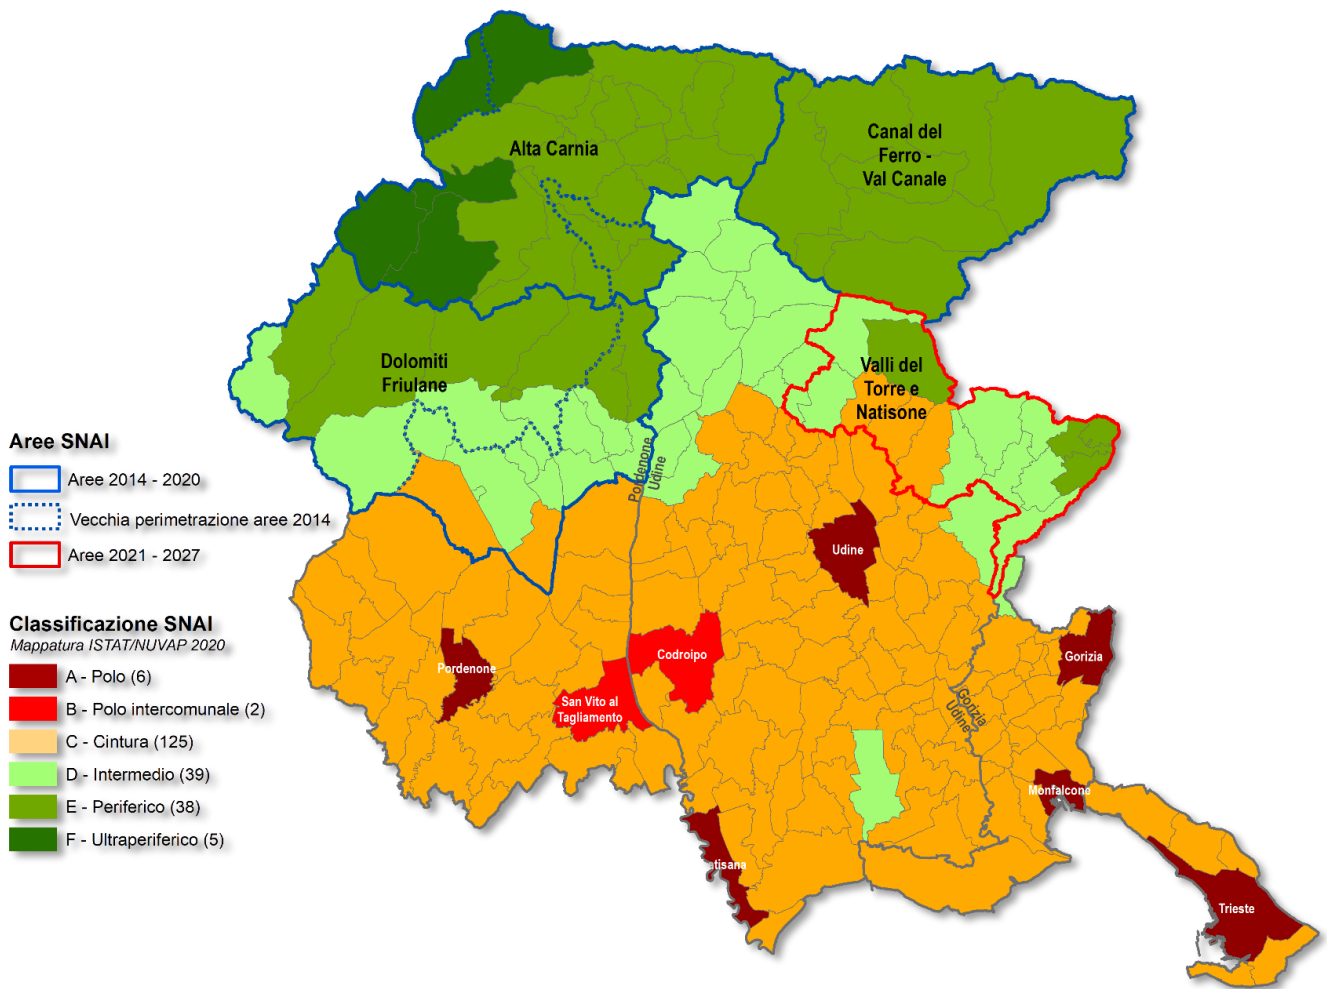 Alta Carnia
Canal del
Ferro -
Val Canale
Dolomiti
Friulane
Valli del
Torre e
Natisone
Pordenone
Udine
Udine
Codroipo
Pordenone
San Vito al
Tagliamento
Gorizia
Gorizia
Udine
Monfalcone
atisana
Trieste
Aree SNAI
Aree 2014 - 2020
Vecchia perimetrazione aree 2014
Aree 2021 - 2027
Classificazione SNAI
Mappatura ISTAT/NUVAP 2020
A - Polo (6)
B - Polo intercomunale (2)
C - Cintura (125)
D - Intermedio (39)
E - Periferico (38)
F - Ultraperiferico (5)